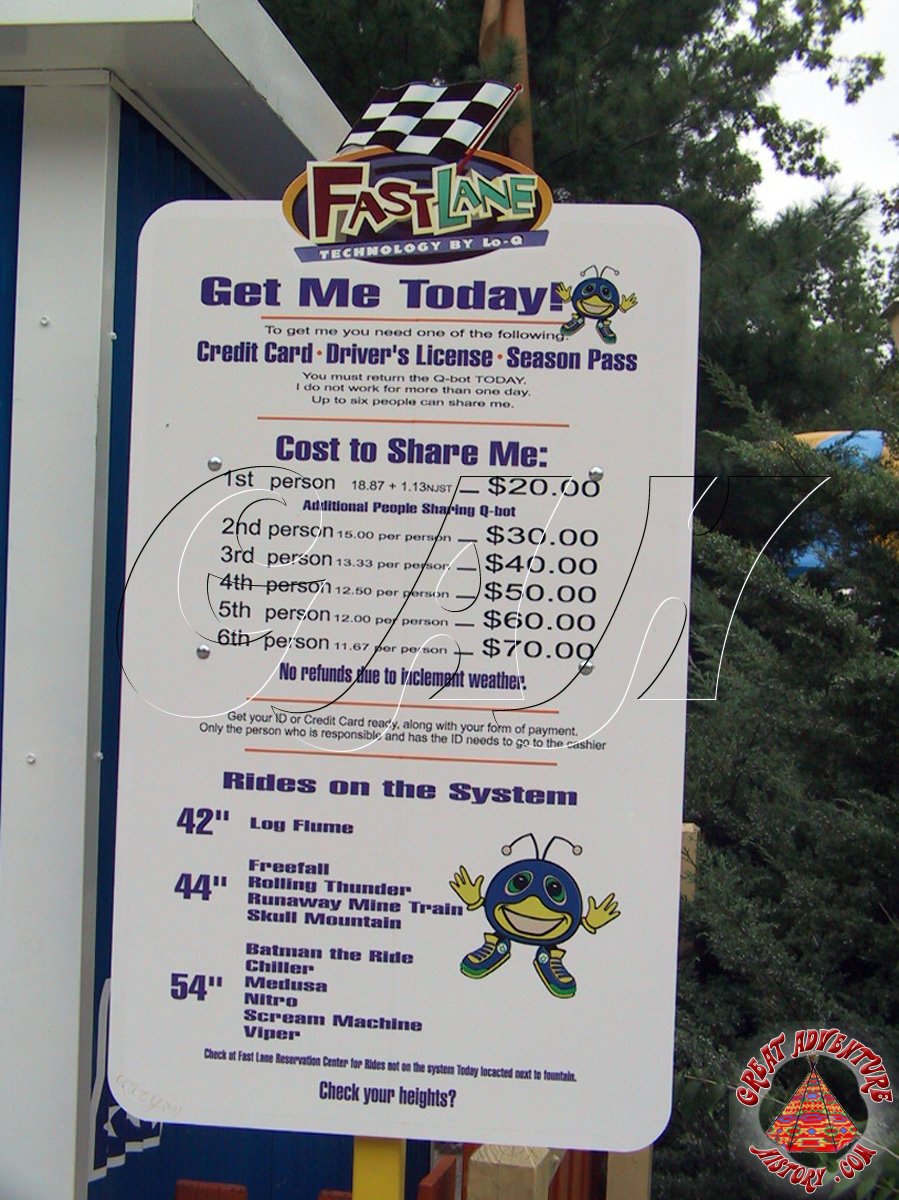 FASTLANE
TECHNOLOGY BY Lo-Q
Get Me Today!
To get me you need one of the following:
Credit Card · Driver's License · Season Pass
You must return the Q-bot TODAY.
I do not work for more than one day.
Up to six people can share me.
Cost to Share Me:
1st person 18.87 + 1.13NJST — $20.00
Additional People Sharing Q-bot
2nd person 15.00 per person — $30.00
3rd person 13.33 per person — $40.00
4th person 12.50 per person — $50.00
5th person 12.00 per person — $60.00
6th person 11.67 per person — $70.00
No refunds due to inclement weather.
Get your ID or Credit Card ready, along with your form of payment.
Only the person who is responsible and has the ID needs to go to the cashier
Rides on the System
42" Log Flume
44" Freefall
Rolling Thunder
Runaway Mine Train
Skull Mountain
54" Batman the Ride
Chiller
Medusa
Nitro
Scream Machine
Viper
Check at Fast Lane Reservation Center for Rides not on the system Today locacted next to fountain.
Check your heights?
GAH
GREAT ADVENTURE
HISTORY.COM